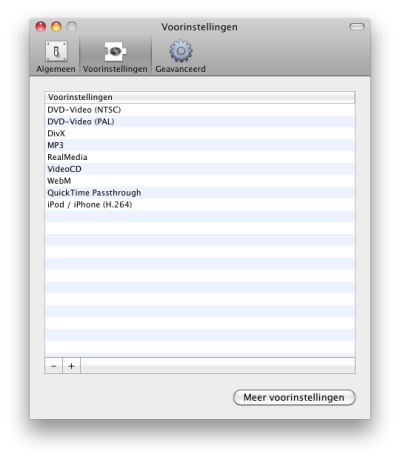 Voorinstellingen
Algemeen Voorinstellingen Geavanceerd
Voorinstellingen
DVD-Video (NTSC)
DVD-Video (PAL)
DivX
MP3
RealMedia
VideoCD
WebM
QuickTime Passthrough
iPod / iPhone (H.264)
- +
Meer voorinstellingen